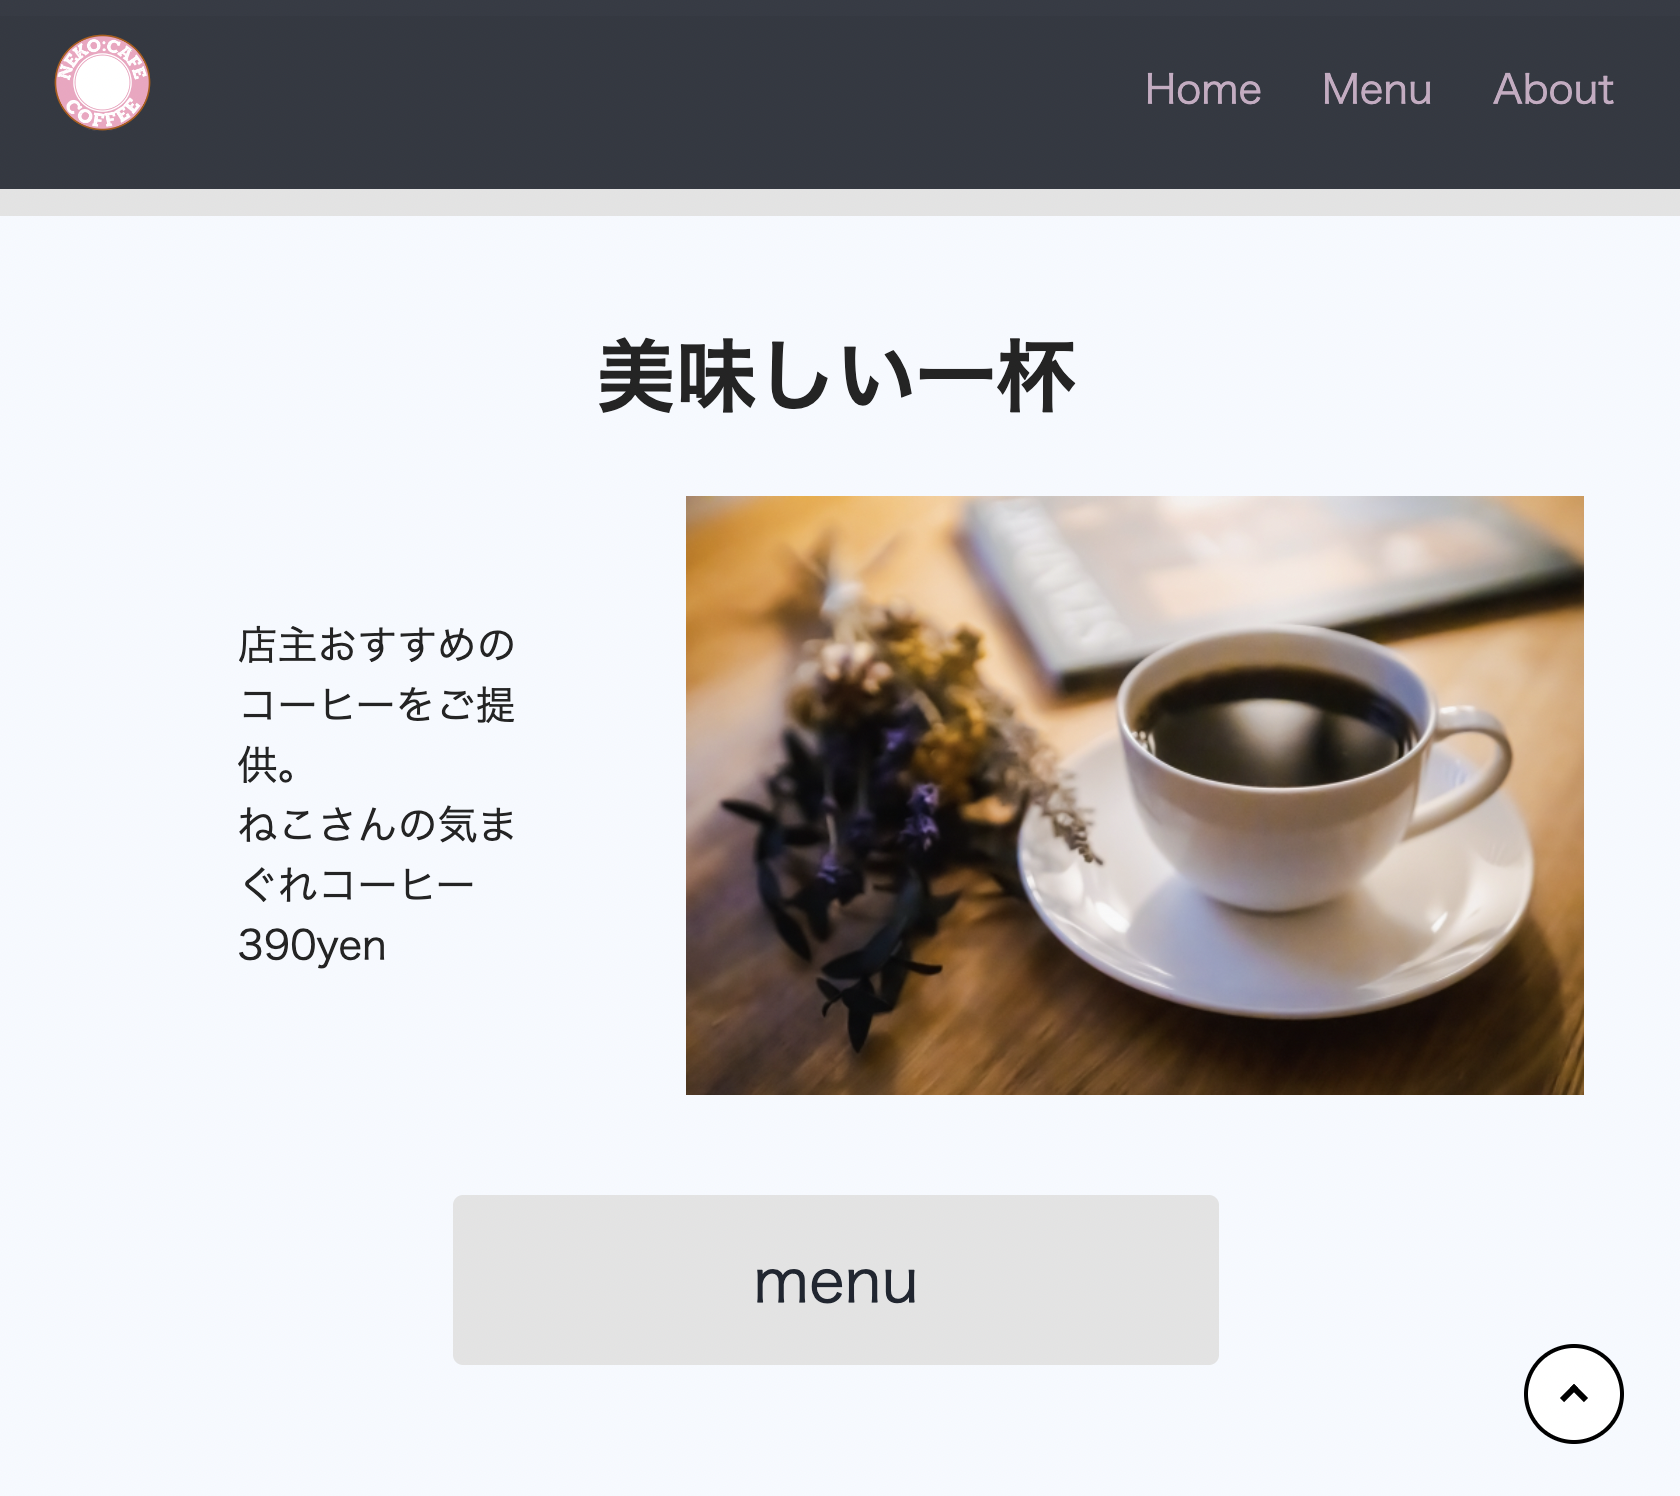 NEKO:CAFE
COFFEE
Home Menu About
美味しい一杯
店主おすすめの
コーヒーをご提
供。
ねこさんの気ま
ぐれコーヒー
390yen
menu